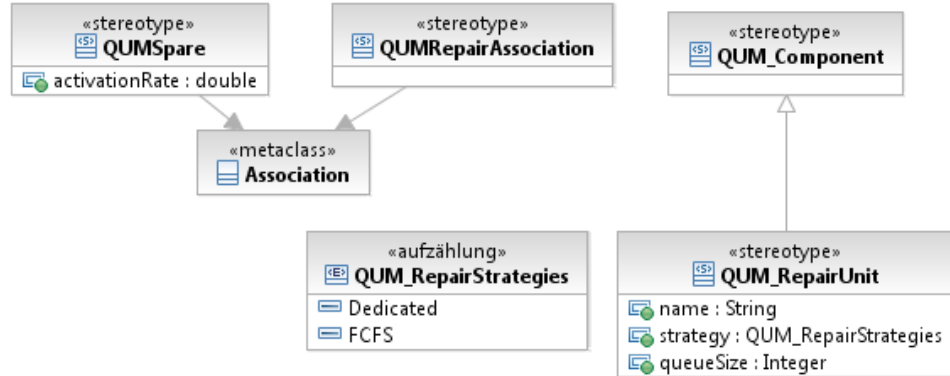 «stereotype»
QUMSpare
activationRate : double
«stereotype»
QUMRepairAssociation
«stereotype»
QUM_Component
«metaclass»
Association
«aufzählung»
QUM_RepairStrategies
Dedicated
FCFS
«stereotype»
QUM_RepairUnit
name : String
strategy : QUM_RepairStrategies
queueSize : Integer